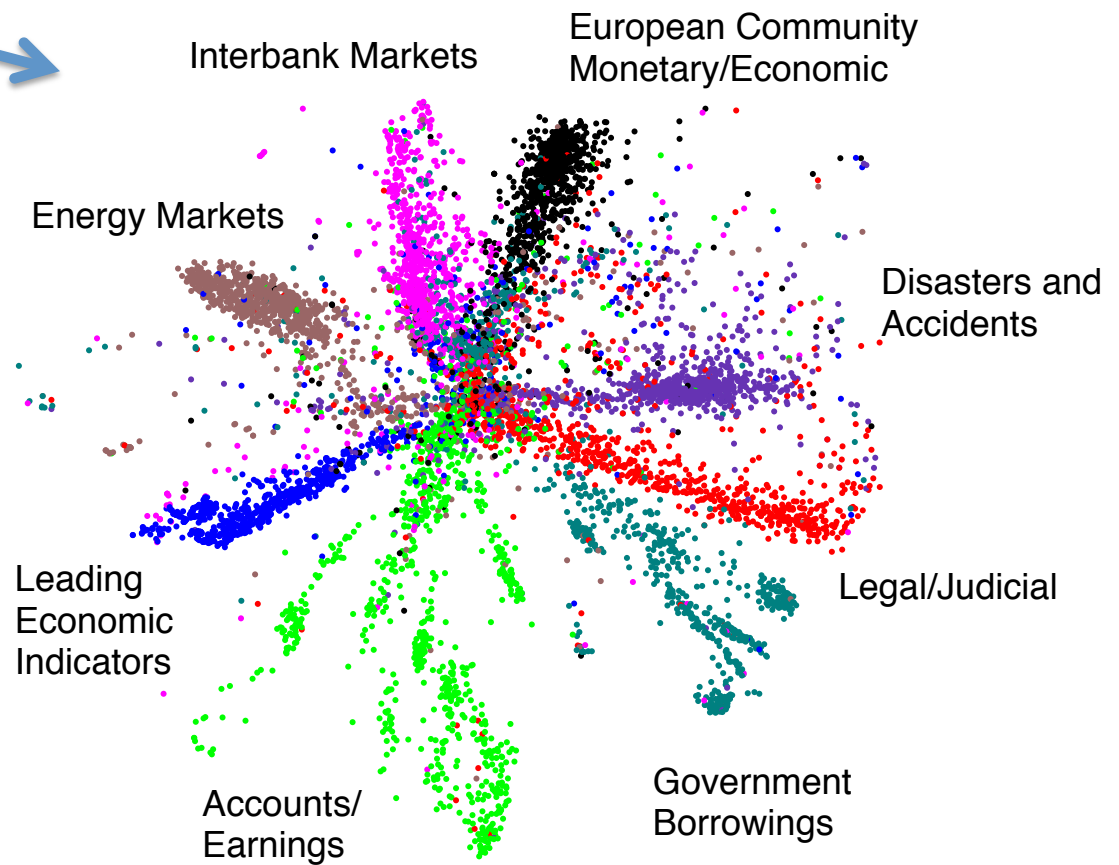 European Community
Monetary/Economic
Interbank Markets
Energy Markets
Disasters and
Accidents
Leading
Economic
Indicators
Legal/Judicial
Accounts/
Earnings
Government
Borrowings